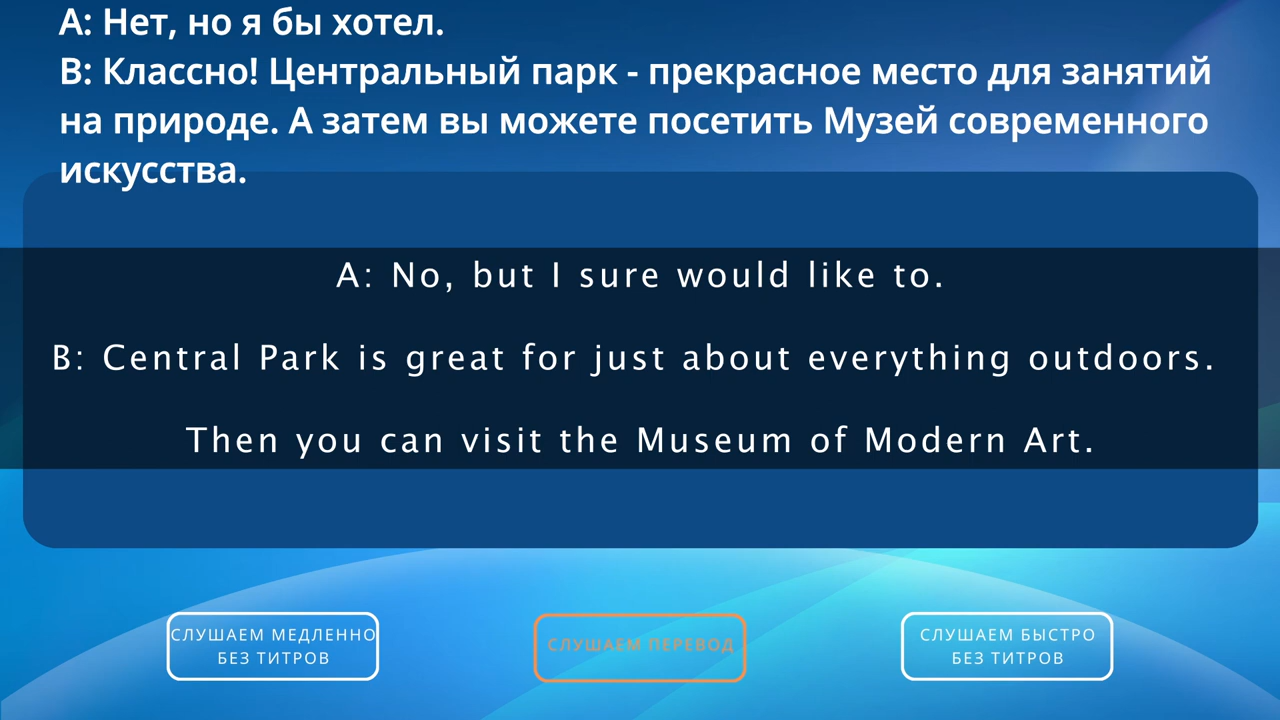 А: Нет, но я бы хотел.
В: Классно! Центральный парк - прекрасное место для занятий
на природе. А затем вы можете посетить Музей современного
искусства.
A: No, but I sure would like to.
B: Central Park is great for just about everything outdoors.
Then you can visit the Museum of Modern Art.
СЛУШАЕМ МЕДЛЕННО
БЕЗ ТИТРОВ
СЛУШАЕМ ПЕРЕВОД
СЛУШАЕМ БЫСТРО
БЕЗ ТИТРОВ